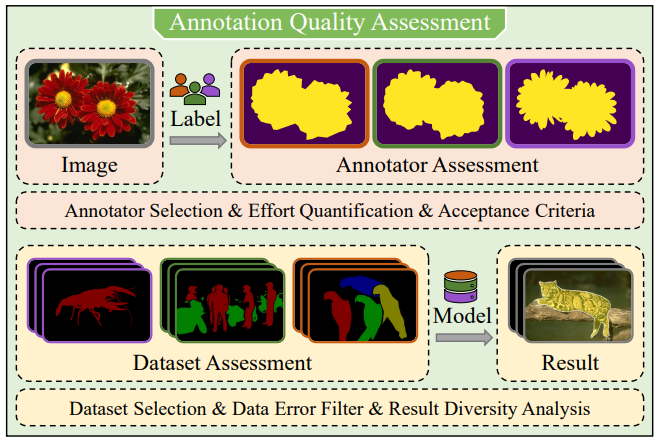 Annotation Quality Assessment
Label
Image
Annotator Assessment
Annotator Selection & Effort Quantification & Acceptance Criteria
Model
Dataset Assessment
Result
Dataset Selection & Data Error Filter & Result Diversity Analysis